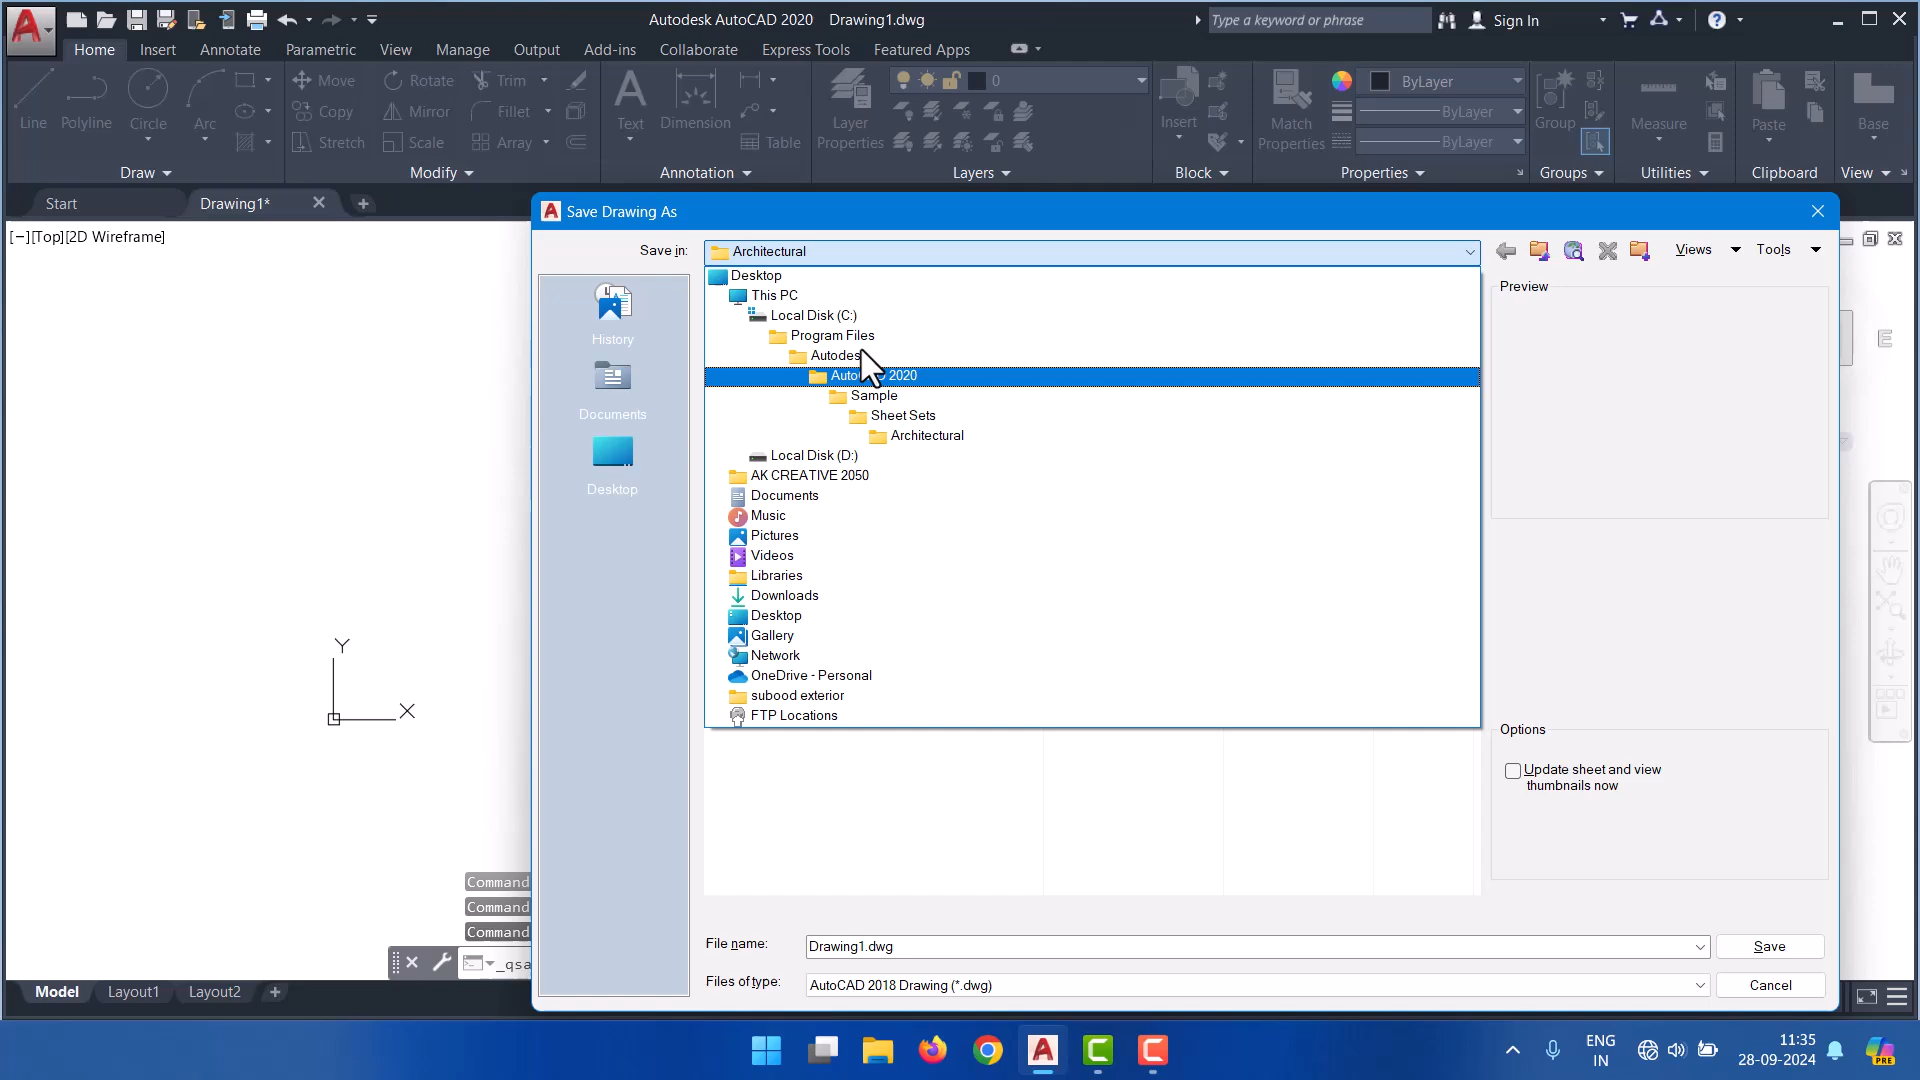 Autodesk AutoCAD 2020 Drawing1.dwg
Type a keyword or phrase
Sign In
Home Insert Annotate Parametric View Manage Output Add-ins Collaborate Express Tools Featured Apps
Line Polyline Circle Arc
Move Rotate Trim
Copy Mirror Fillet
Stretch Scale Array
Text Dimension Table
Layer Properties
0
Insert
Match Properties
ByLayer
ByLayer
ByLayer
Group
Measure
Paste
Base
Draw Modify Annotation Layers Block Properties Groups Utilities Clipboard View
Start Drawing1*
[−][Top][2D Wireframe]
Save Drawing As
Save in: Architectural
Views Tools
Desktop
This PC
Local Disk (C:)
Program Files
AutoCAD 2020
Sample
Sheet Sets
Architectural
Local Disk (D:)
AK CREATIVE 2050
Documents
Music
Pictures
Videos
Libraries
Downloads
Desktop
Gallery
Network
OneDrive - Personal
subood exterior
FTP Locations
History
Documents
Desktop
Preview
E
Options
Update sheet and view
thumbnails now
Y
X
Command
Command
Command
_qsa
File name: Drawing1.dwg Save
Files of type: AutoCAD 2018 Drawing (*.dwg) Cancel
Model Layout1 Layout2
ENG
IN
11:35
28-09-2024
PRE